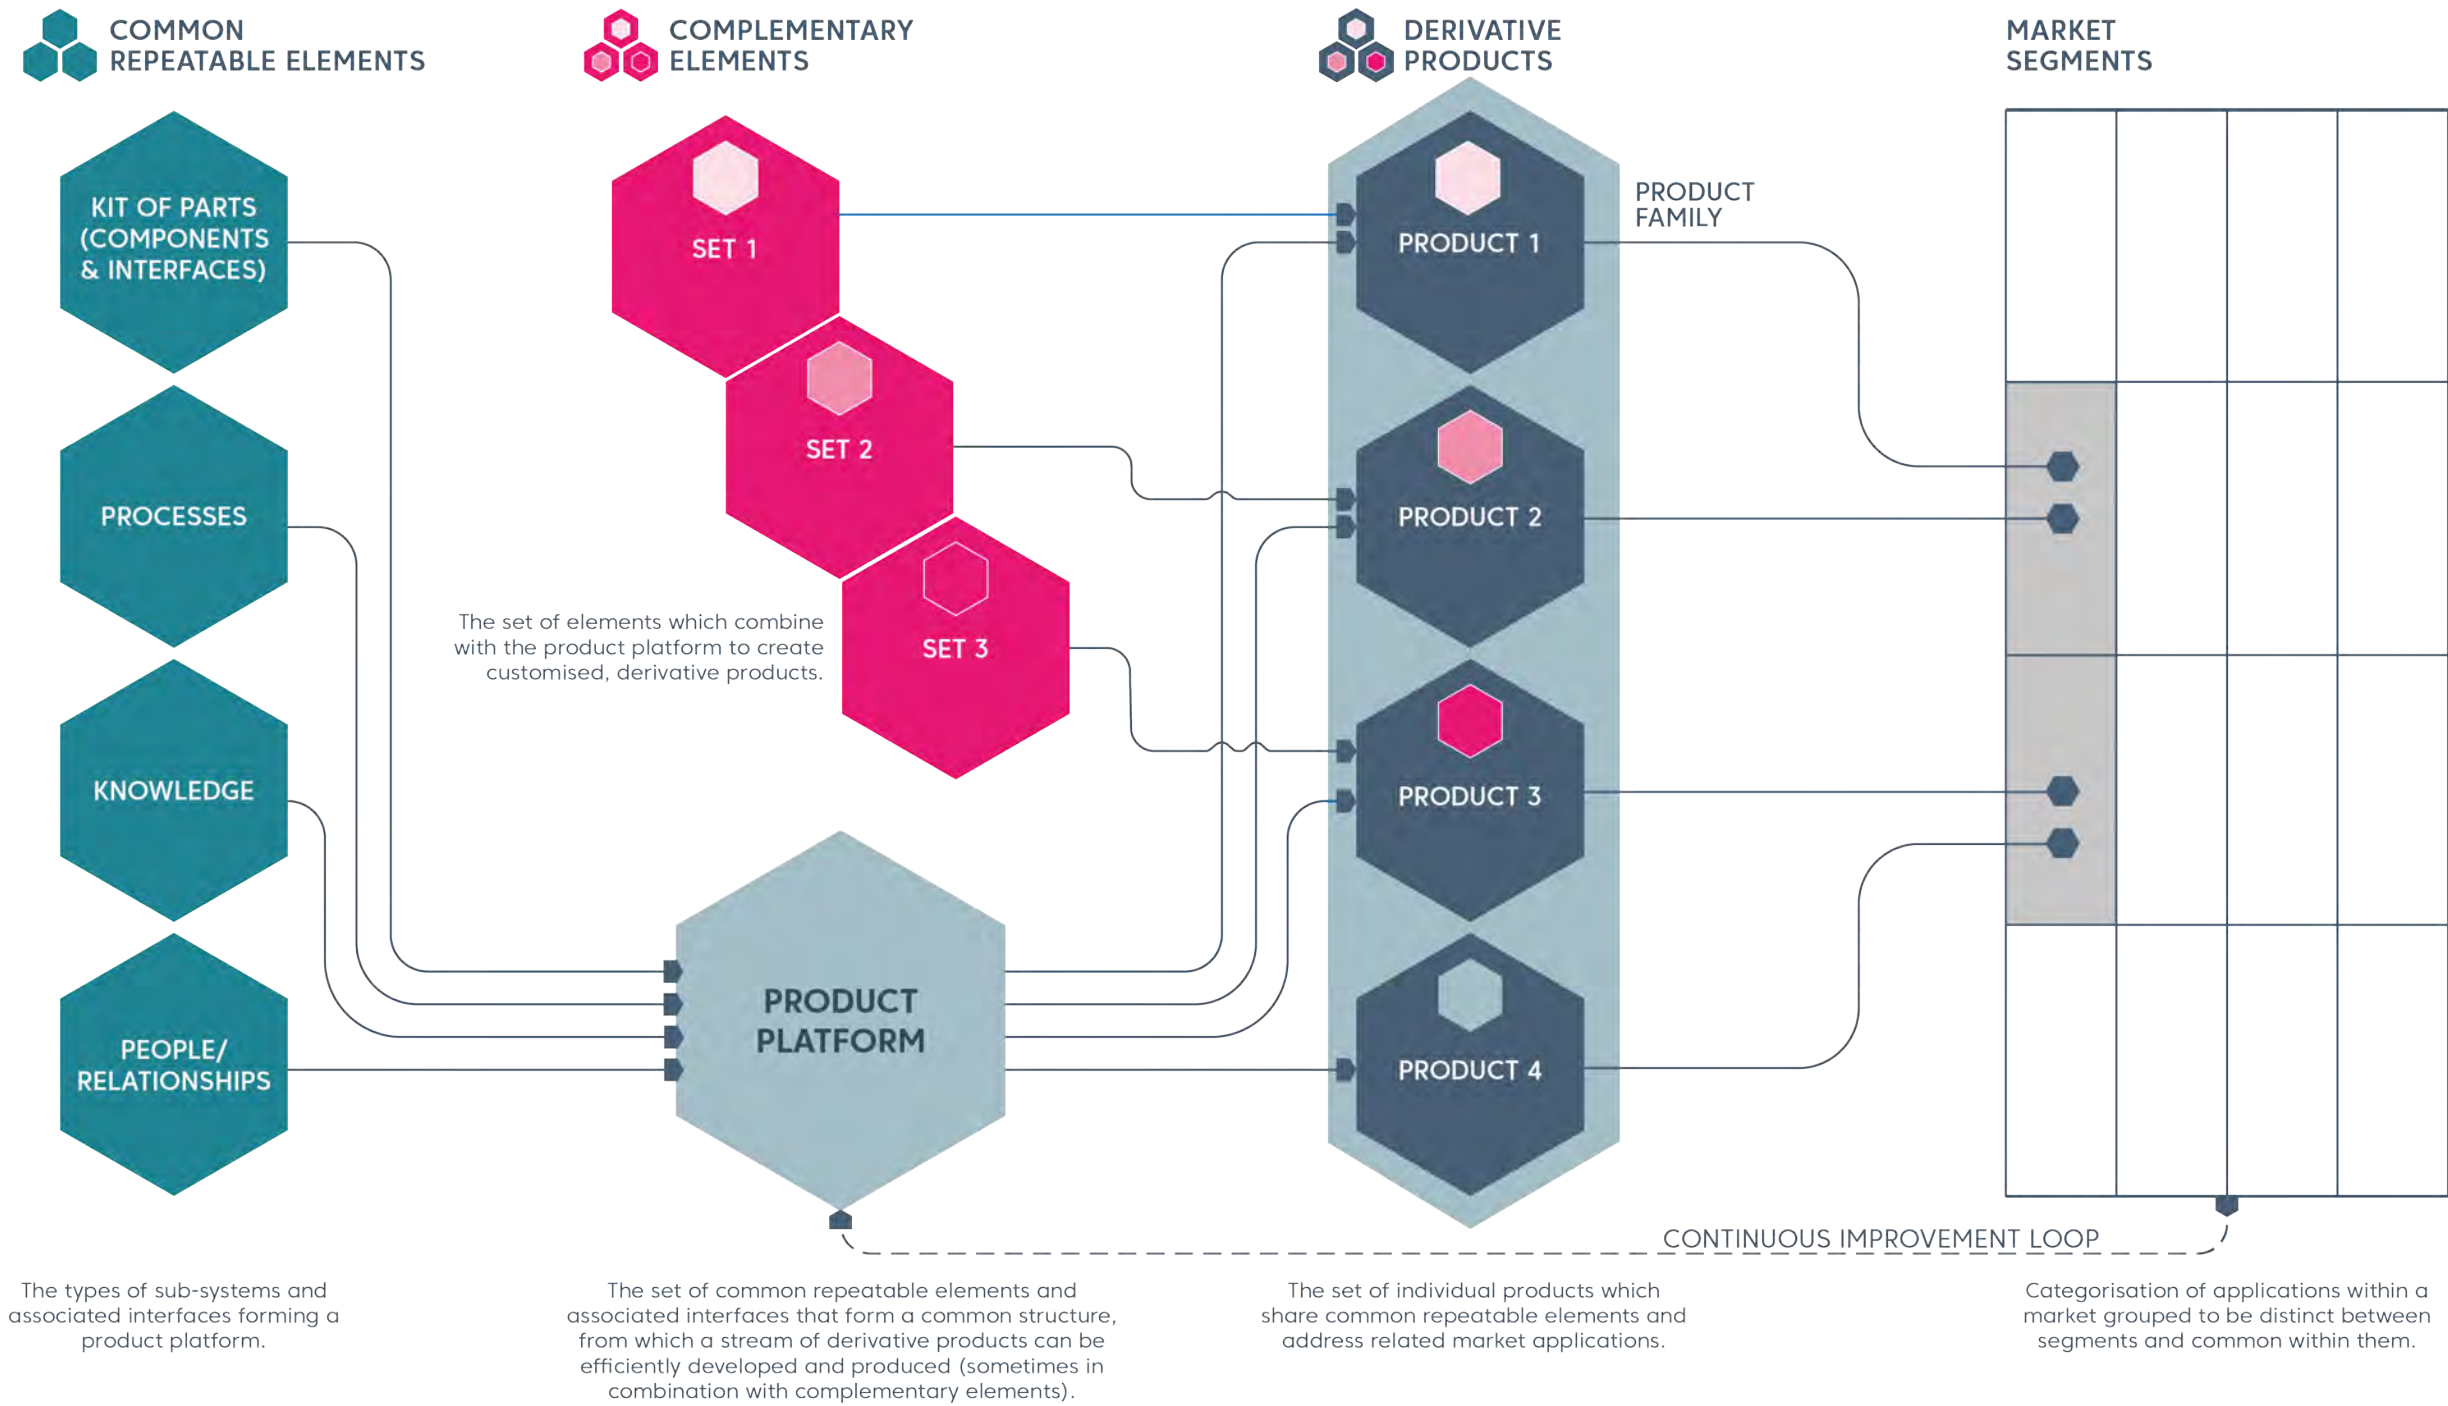 COMMON
REPEATABLE ELEMENTS
COMPLEMENTARY
ELEMENTS
DERIVATIVE
PRODUCTS
MARKET
SEGMENTS
KIT OF PARTS
(COMPONENTS
& INTERFACES)
PROCESSES
KNOWLEDGE
PEOPLE/
RELATIONSHIPS
SET 1
SET 2
SET 3
The set of elements which combine
with the product platform to create
customised, derivative products.
PRODUCT
PLATFORM
PRODUCT 1
PRODUCT 2
PRODUCT 3
PRODUCT 4
PRODUCT
FAMILY
CONTINUOUS IMPROVEMENT LOOP
The types of sub-systems and
associated interfaces forming a
product platform.
The set of common repeatable elements and
associated interfaces that form a common structure,
from which a stream of derivative products can be
efficiently developed and produced (sometimes in
combination with complementary elements).
The set of individual products which
share common repeatable elements and
address related market applications.
Categorisation of applications within a
market grouped to be distinct between
segments and common within them.